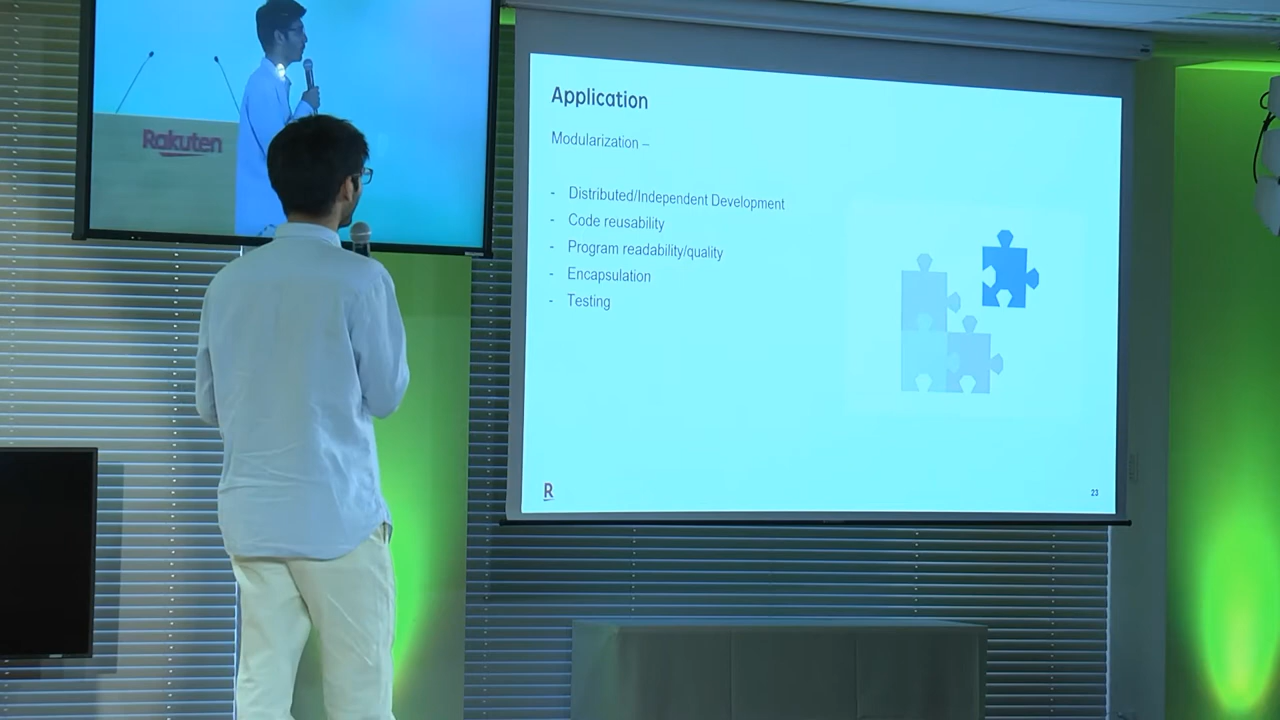 Rakuten
Application
Modularization –
- Distributed/Independent Development
- Code reusability
- Program readability/quality
- Encapsulation
- Testing
R
23